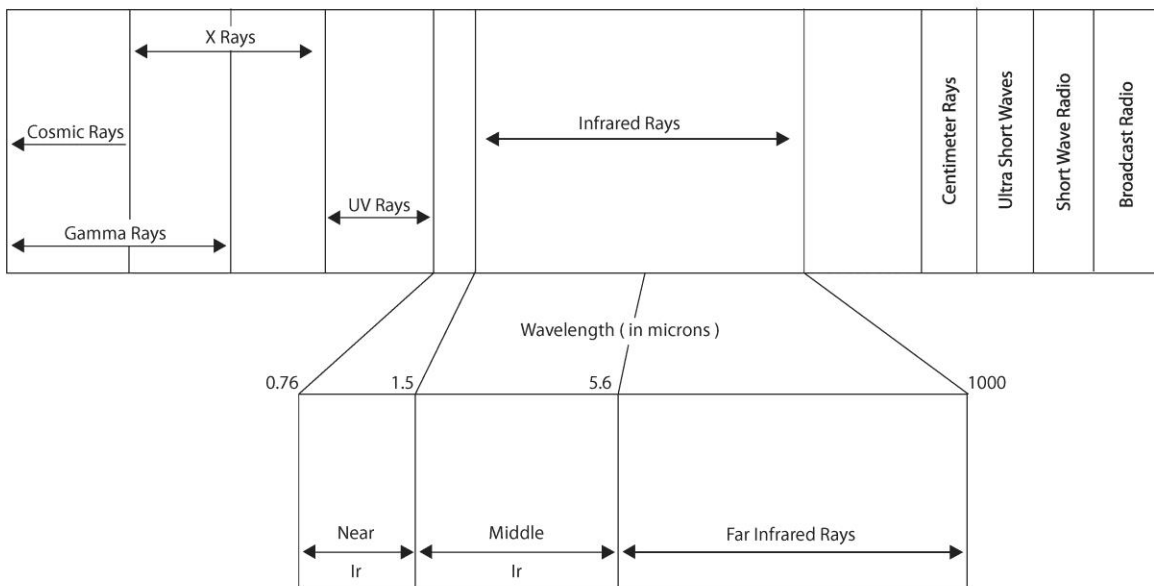 X Rays
Cosmic Rays
Infrared Rays
UV Rays
Gamma Rays
Centimeter Rays
Ultra Short Waves
Short Wave Radio
Broadcast Radio
Wavelength ( in microns )
0.76
1.5
5.6
1000
Near
Ir
Middle
Ir
Far Infrared Rays